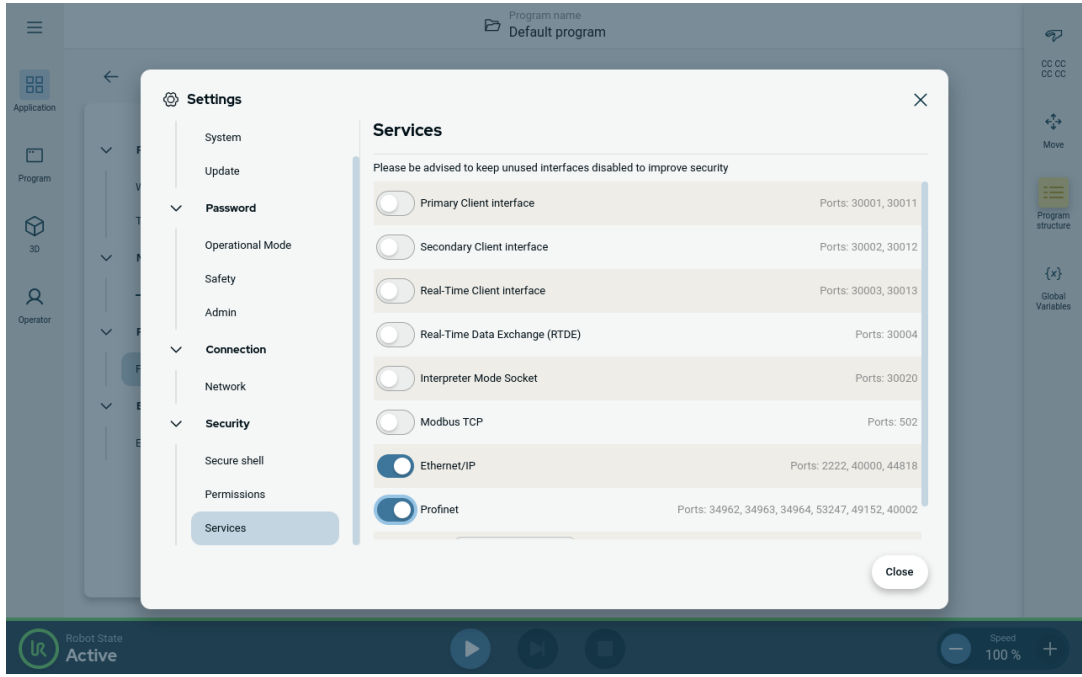 Program name
Default program
Application
Program
3D
Operator
Settings
System
Update
Password
Operational Mode
Safety
Admin
Connection
Network
Security
Secure shell
Permissions
Services
Services
Please be advised to keep unused interfaces disabled to improve security
Primary Client interface Ports: 30001, 30011
Secondary Client interface Ports: 30002, 30012
Real-Time Client interface Ports: 30003, 30013
Real-Time Data Exchange (RTDE) Ports: 30004
Interpreter Mode Socket Ports: 30020
Modbus TCP Ports: 502
Ethernet/IP Ports: 2222, 40000, 44818
Profinet Ports: 34962, 34963, 34964, 53247, 49152, 40002
Close
CC CC
CC CC
Move
Program
structure
{x}
Global
Variables
Robot State
Active
Speed
100 %